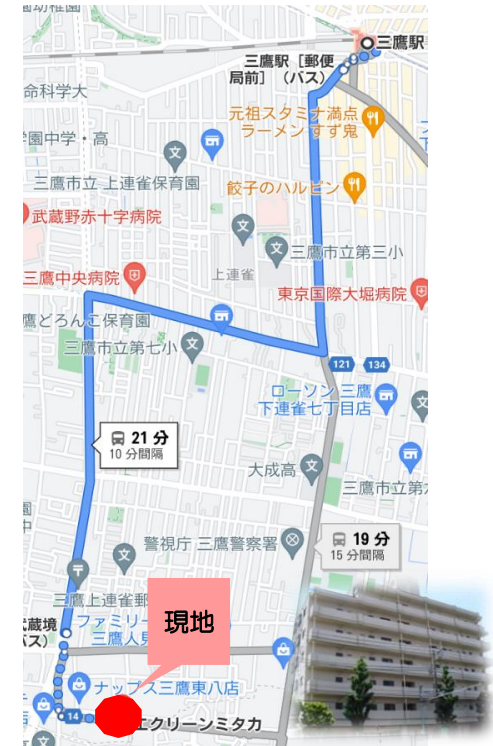 三鷹駅
三鷹駅［郵便
局前］（バス）
命科学大
元祖スタミナ満点
ラーメン すず鬼
学園中学・高
三鷹市立 上連雀保育園
餃子のハルピン
武蔵野赤十字病院
三鷹市立第三小
上連雀
三鷹中央病院
東京国際大堀病院
鷹どろんこ保育園
三鷹市立第七小
121
134
ローソン 三鷹
下連雀七丁目店
21 分
10 分間隔
大成高
三鷹市立第
19 分
15 分間隔
警視庁 三鷹警察署
三鷹上連雀郵
現地
武蔵境
バス）
ファミリー
三鷹人見
ナップス三鷹東八店
14
エクリーンミタカ